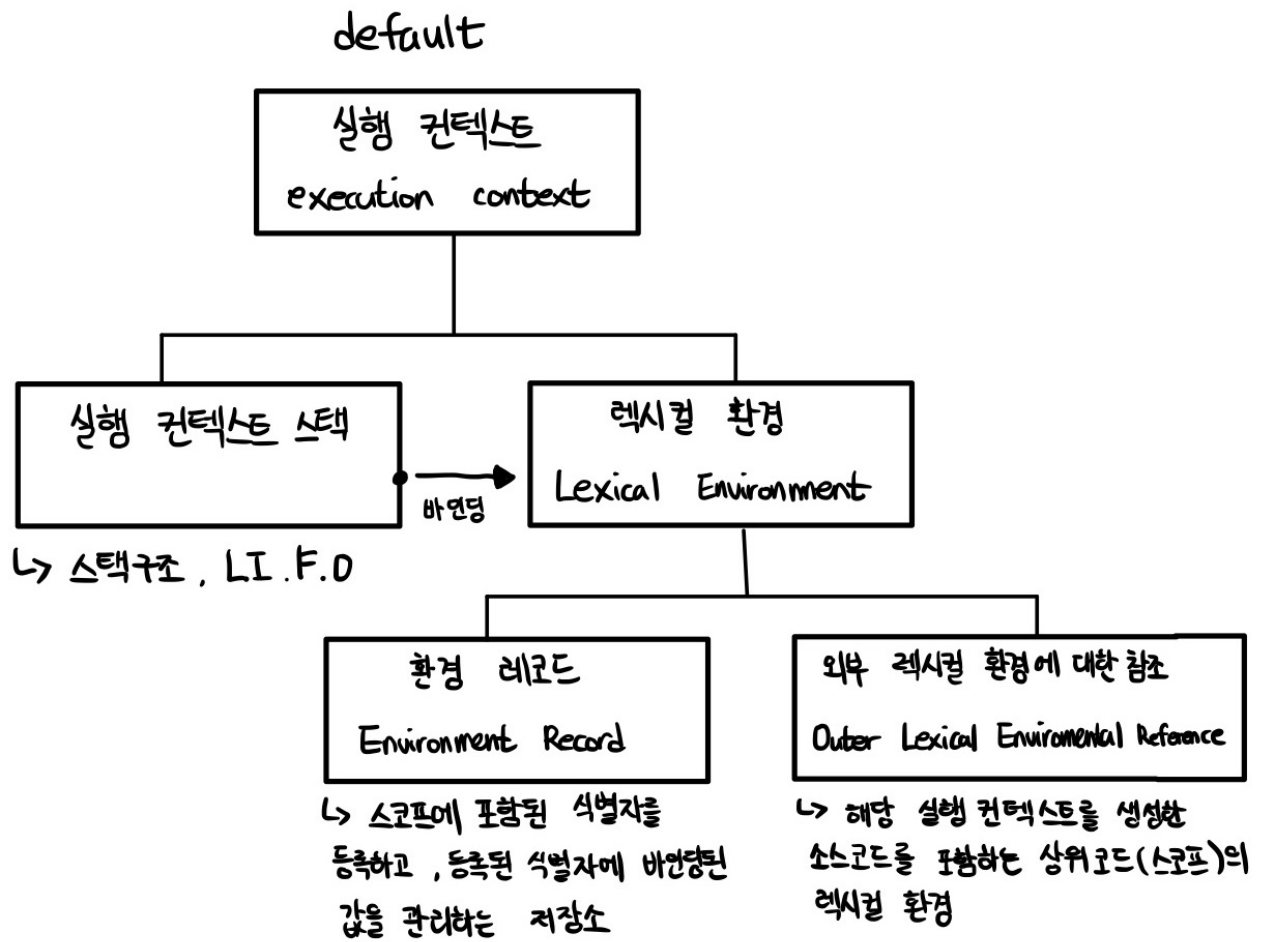 default
실행 컨텍스트
execution context
실행 컨텍스트 스택
바인딩
렉시컬 환경
Lexical Environment
↳ 스택구조, L.I.F.O
환경 레코드
Environment Record
↳ 스코프에 포함된 식별자를
등록하고, 등록된 식별자에 바인딩된
값을 관리하는 저장소
외부 렉시컬 환경에 대한 참조
Outer Lexical Enviromental Reference
↳ 해당 실행 컨텍스트를 생성한
소스코드를 포함하는 상위코드(스코프)의
렉시컬 환경